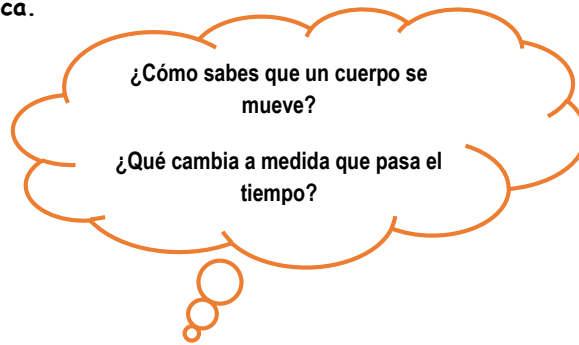 ca.
¿Cómo sabes que un cuerpo se
mueve?
¿Qué cambia a medida que pasa el
tiempo?